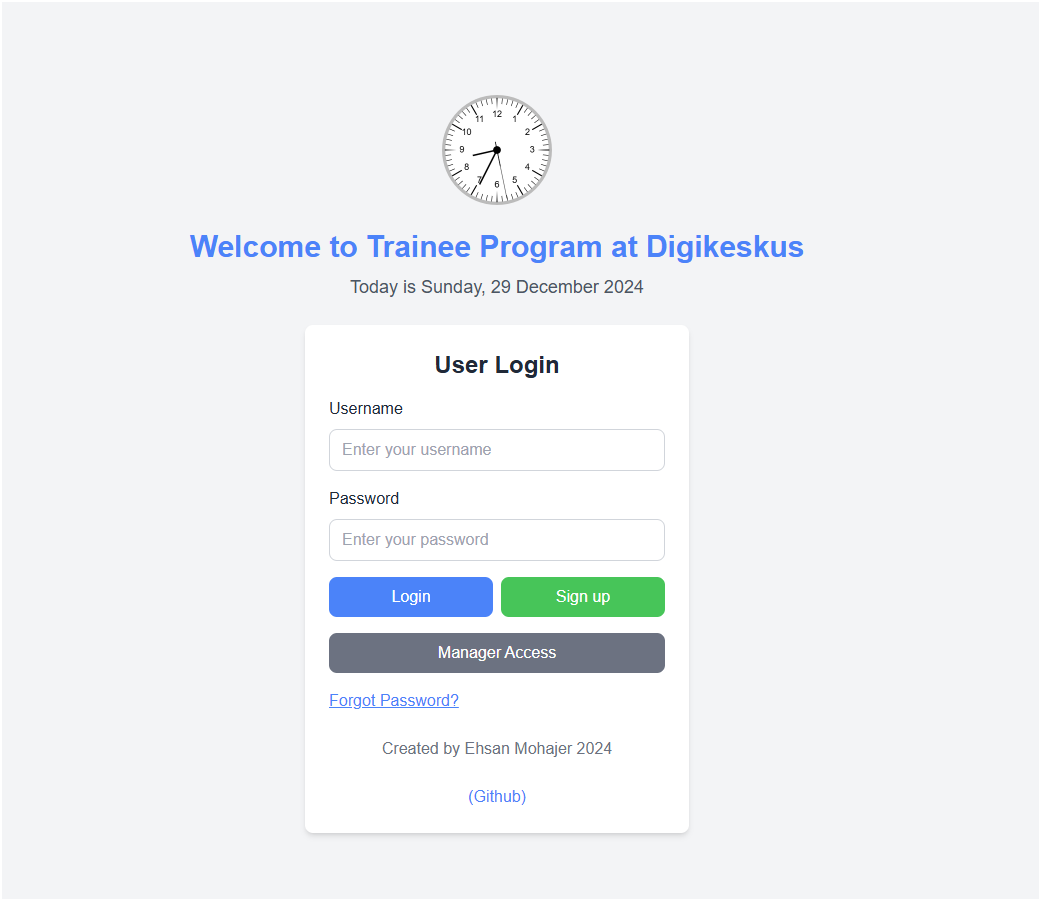 12
11 1
10 2
9 3
8 4
7 5
6
Welcome to Trainee Program at Digikeskus
Today is Sunday, 29 December 2024
User Login
Username
Enter your username
Password
Enter your password
Login Sign up
Manager Access
Forgot Password?
Created by Ehsan Mohajer 2024
(Github)